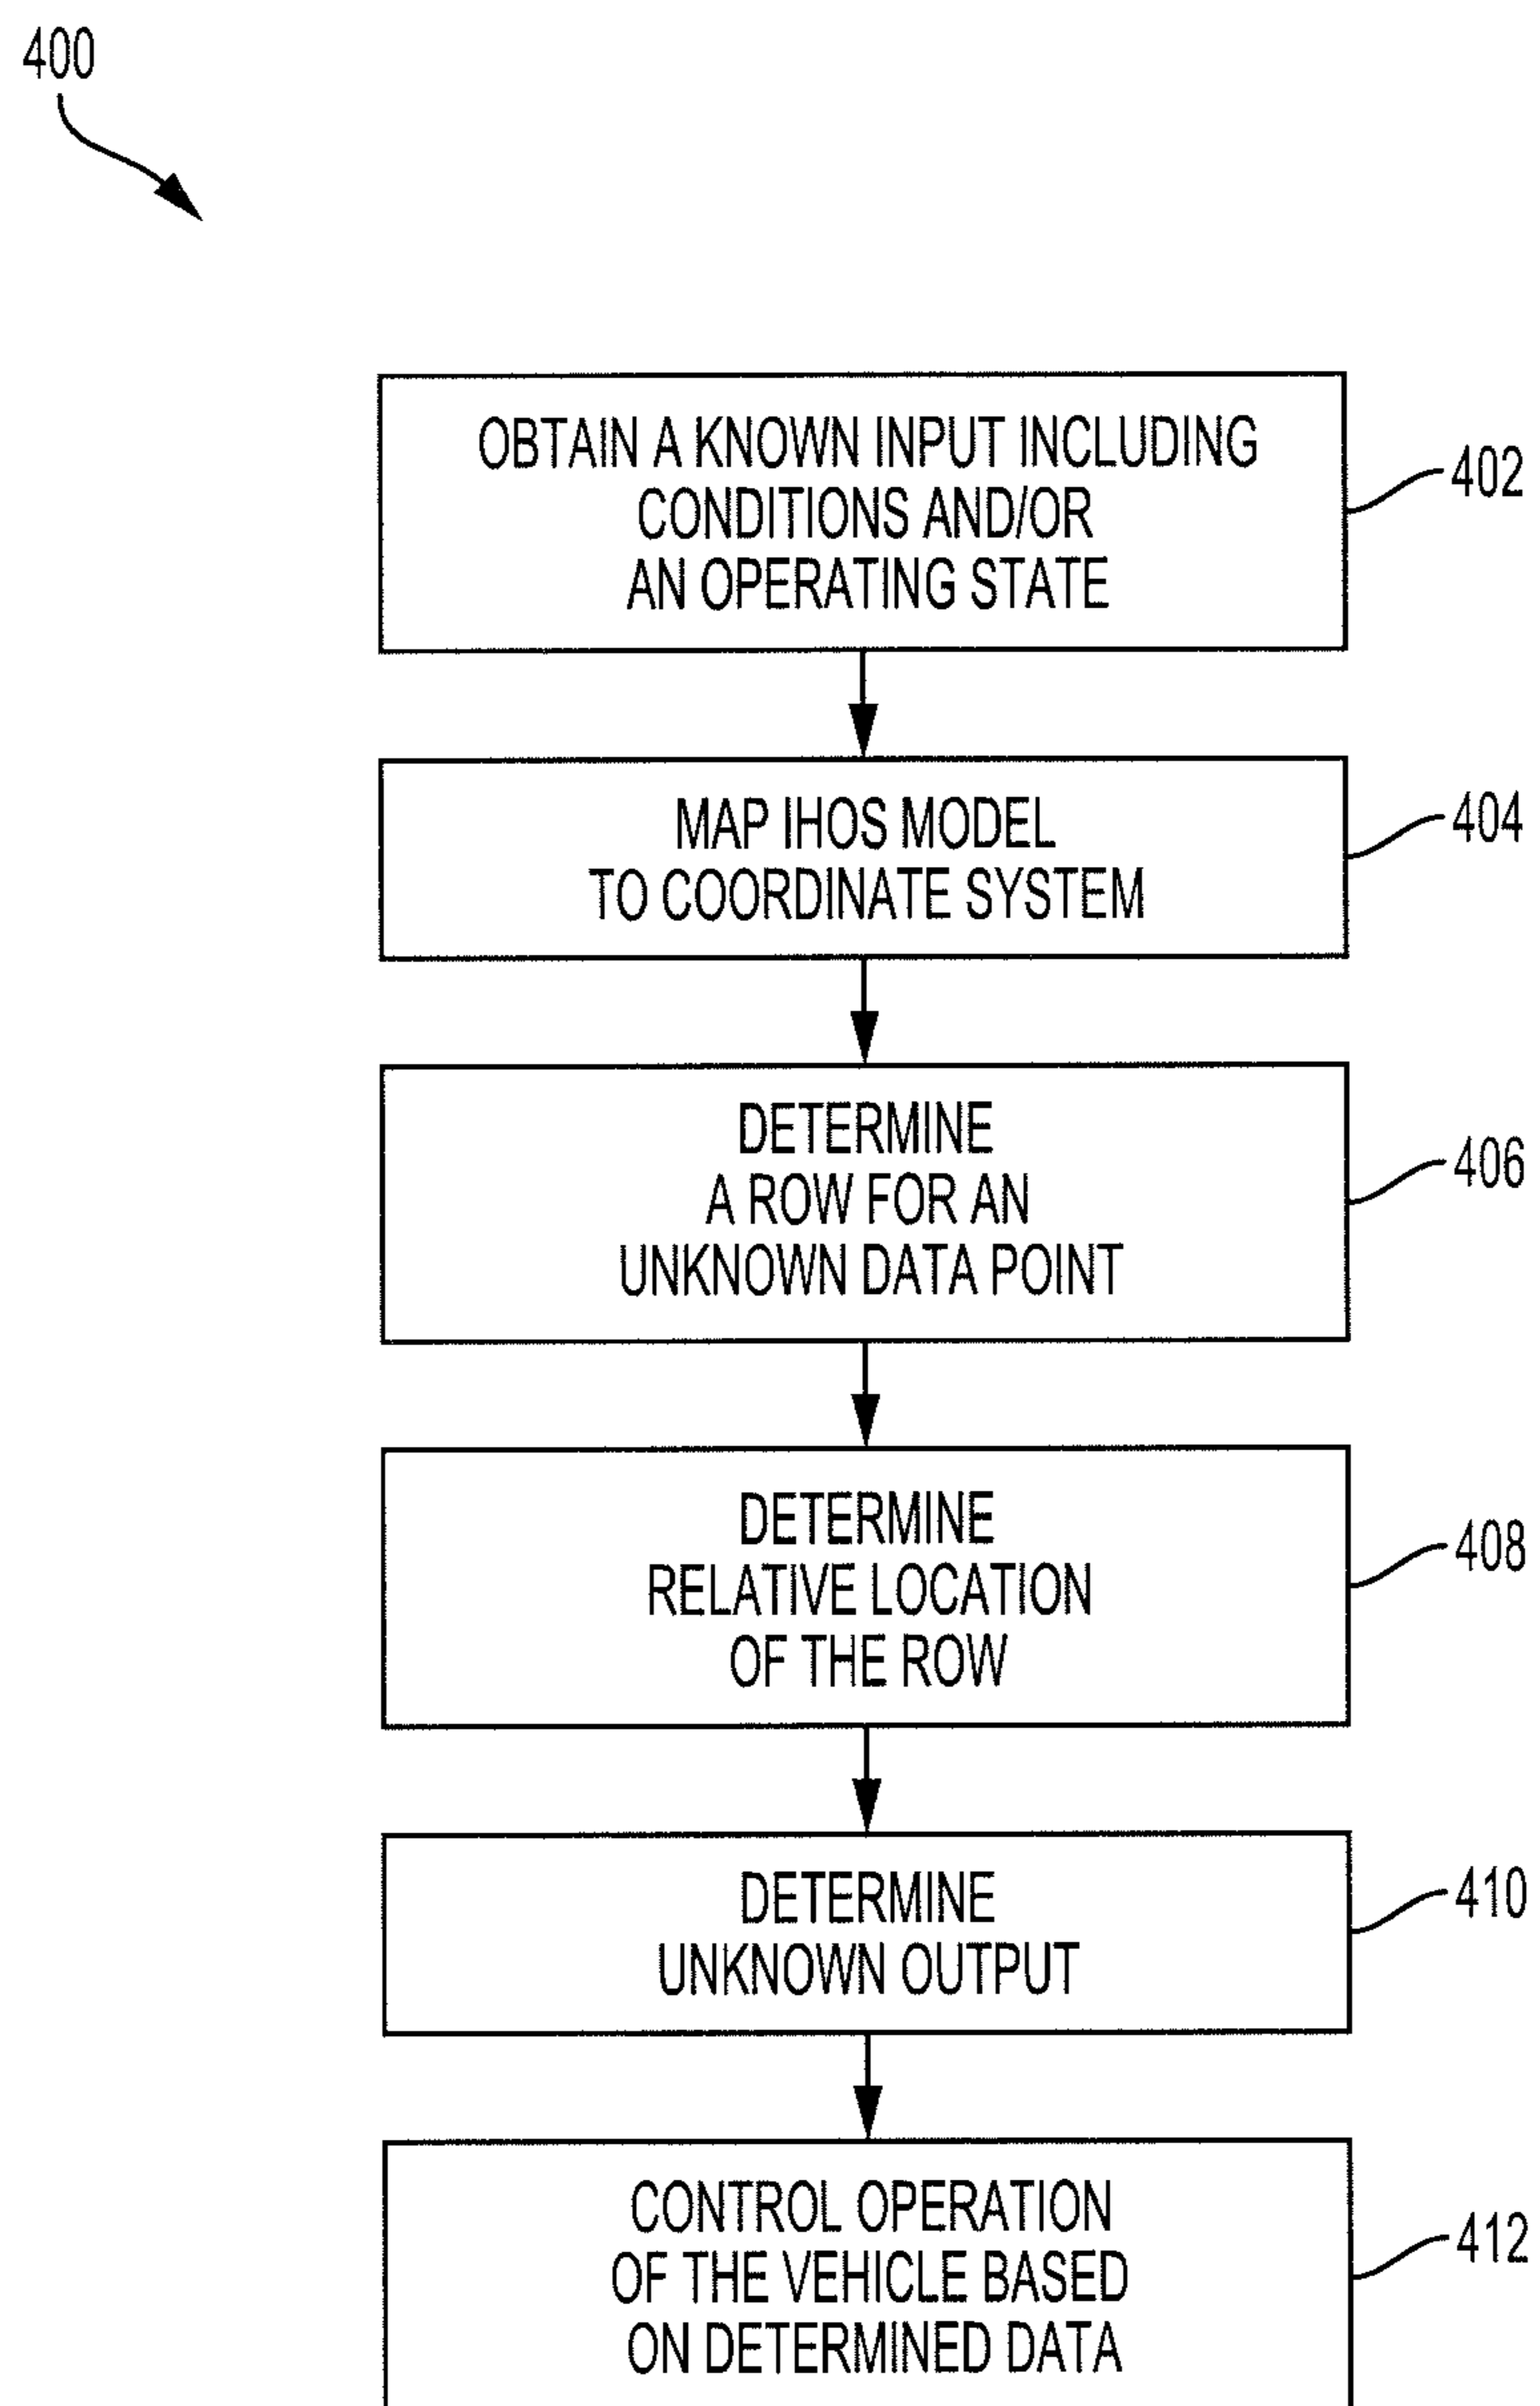 400
OBTAIN A KNOWN INPUT INCLUDING
CONDITIONS AND/OR
AN OPERATING STATE
402
MAP IHOS MODEL
TO COORDINATE SYSTEM
404
DETERMINE
A ROW FOR AN
UNKNOWN DATA POINT
406
DETERMINE
RELATIVE LOCATION
OF THE ROW
408
DETERMINE
UNKNOWN OUTPUT
410
CONTROL OPERATION
OF THE VEHICLE BASED
ON DETERMINED DATA
412